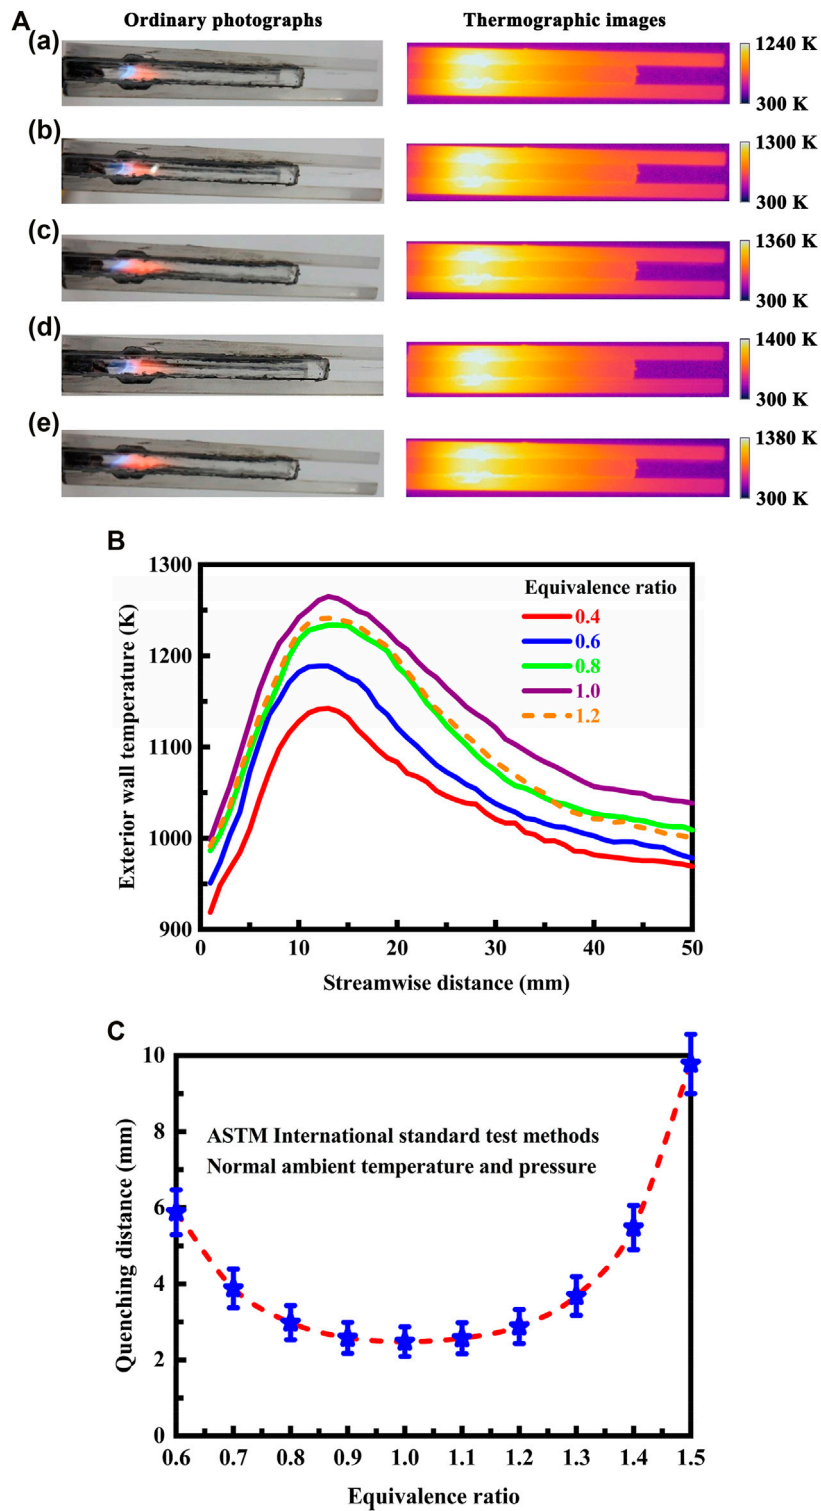 Ordinary photographs
Thermographic images
A
(a)
1240 K
300 K
(b)
1300 K
300 K
(c)
1360 K
300 K
(d)
1400 K
300 K
(e)
1380 K
300 K
B
1300
1200
1100
1000
900
Exterior wall temperature (K)
Equivalence ratio
0.4
0.6
0.8
1.0
1.2
0 10 20 30 40 50
Streamwise distance (mm)
C
10
8
6
4
2
0
Quenching distance (mm)
ASTM International standard test methods
Normal ambient temperature and pressure
0.6 0.7 0.8 0.9 1.0 1.1 1.2 1.3 1.4 1.5
Equivalence ratio